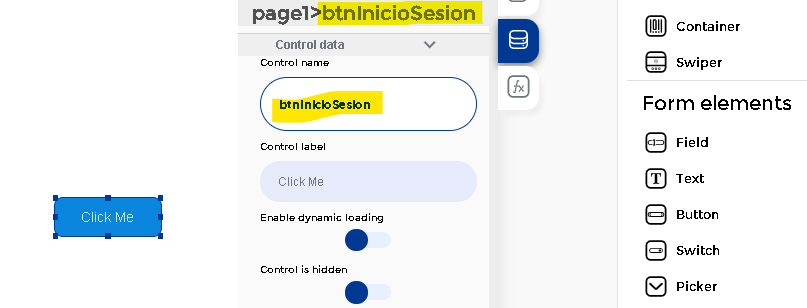 Click Me
page1>btnInicioSesion
Control data
Control name
btnInicioSesion
Control label
Click Me
Enable dynamic loading
Control is hidden
fx
Container
Swiper
Form elements
Field
T Text
Button
Switch
Picker